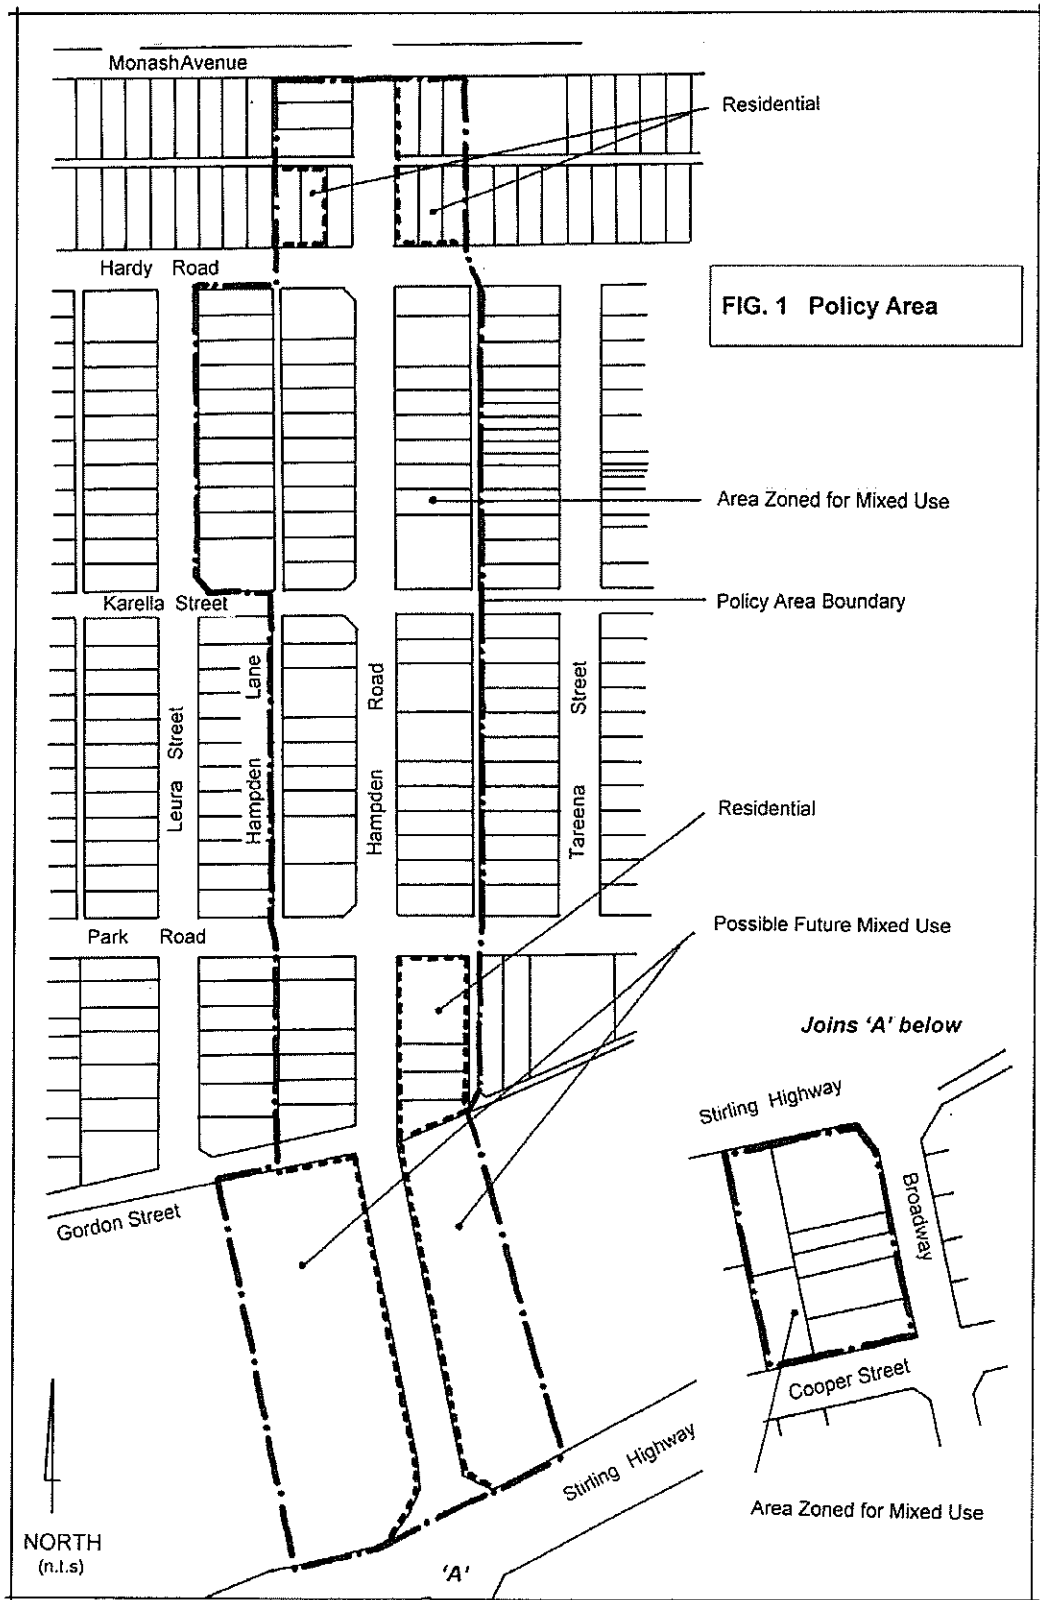 MonashAvenue
Residential
Hardy Road
FIG. 1 Policy Area
Area Zoned for Mixed Use
Karella Street
Policy Area Boundary
Leura Street
Hampden Lane
Hampden Road
Tareena Street
Residential
Park Road
Possible Future Mixed Use
Joins 'A' below
Stirling Highway
Broadway
Gordon Street
Cooper Street
Stirling Highway
Area Zoned for Mixed Use
NORTH
(n.t.s)
'A'